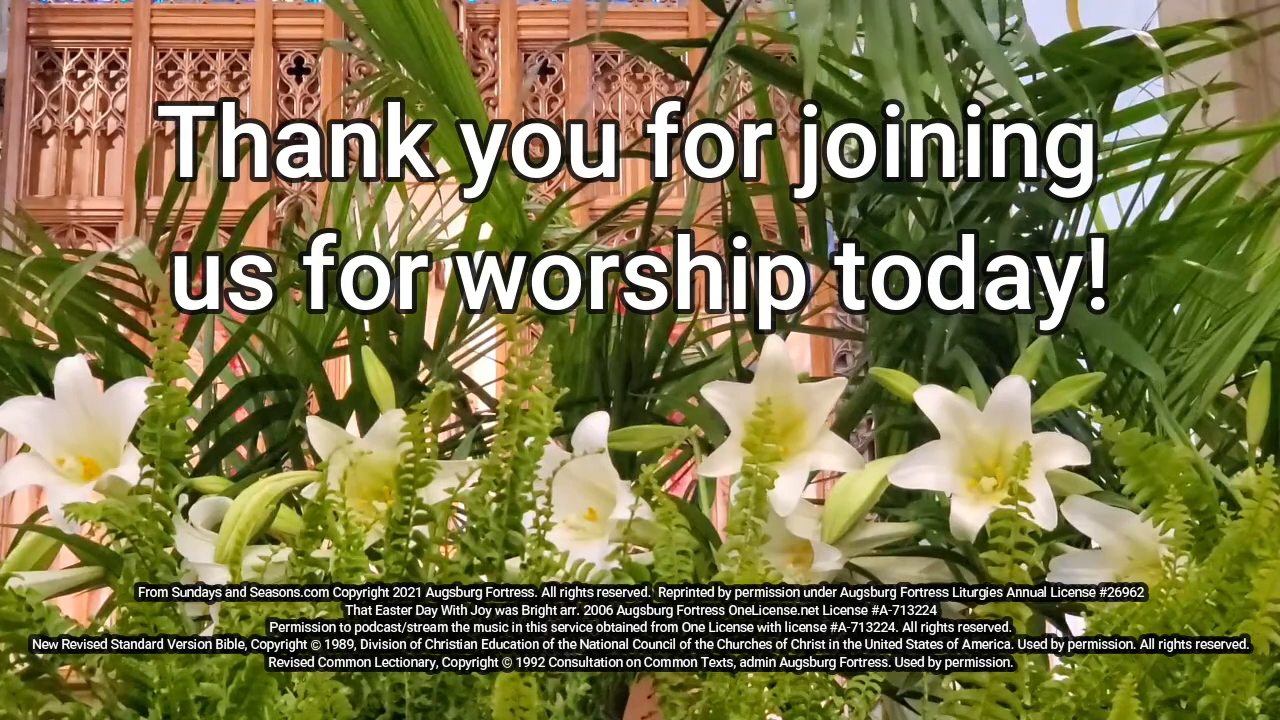 Thank you for joining
us for worship today!
From Sundays and Seasons.com Copyright 2021 Augsburg Fortress. All rights reserved.  Reprinted by permission under Augsburg Fortress Liturgies Annual License #26962
That Easter Day With Joy was Bright arr. 2006 Augsburg Fortress OneLicense.net License #A-713224
Permission to podcast/stream the music in this service obtained from One License with license #A-713224. All rights reserved.
New Revised Standard Version Bible, Copyright © 1989, Division of Christian Education of the National Council of the Churches of Christ in the United States of America. Used by permission. All rights reserved.
Revised Common Lectionary, Copyright © 1992 Consultation on Common Texts, admin Augsburg Fortress. Used by permission.